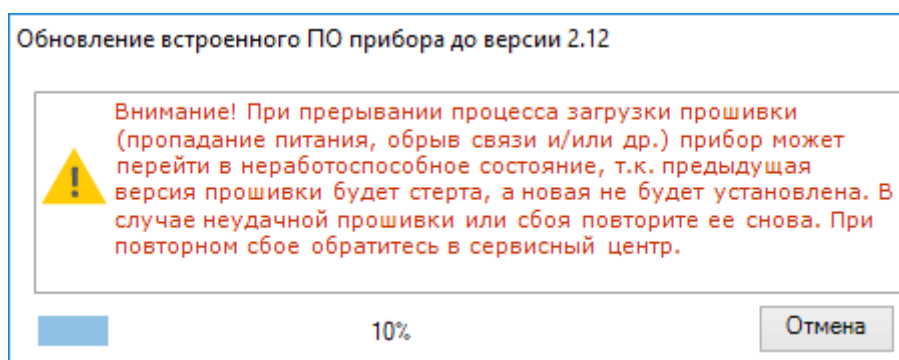 Обновление встроенного ПО прибора до версии 2.12
Внимание! При прерывании процесса загрузки прошивки
(пропадание питания, обрыв связи и/или др.) прибор может
перейти в неработоспособное состояние, т.к. предыдущая
версия прошивки будет стерта, а новая не будет установлена. В
случае неудачной прошивки или сбоя повторите ее снова. При
повторном сбое обратитесь в сервисный центр.
10%
Отмена